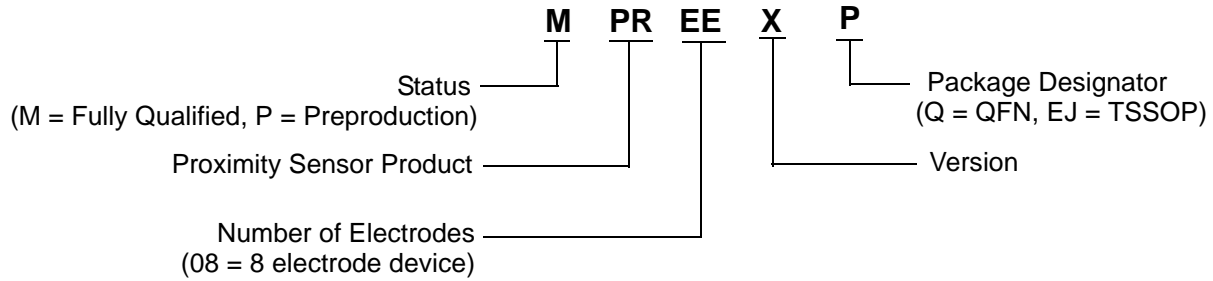 M PR EE X P
Status
(M = Fully Qualified, P = Preproduction)
Package Designator
(Q = QFN, EJ = TSSOP)
Proximity Sensor Product
Version
Number of Electrodes
(08 = 8 electrode device)